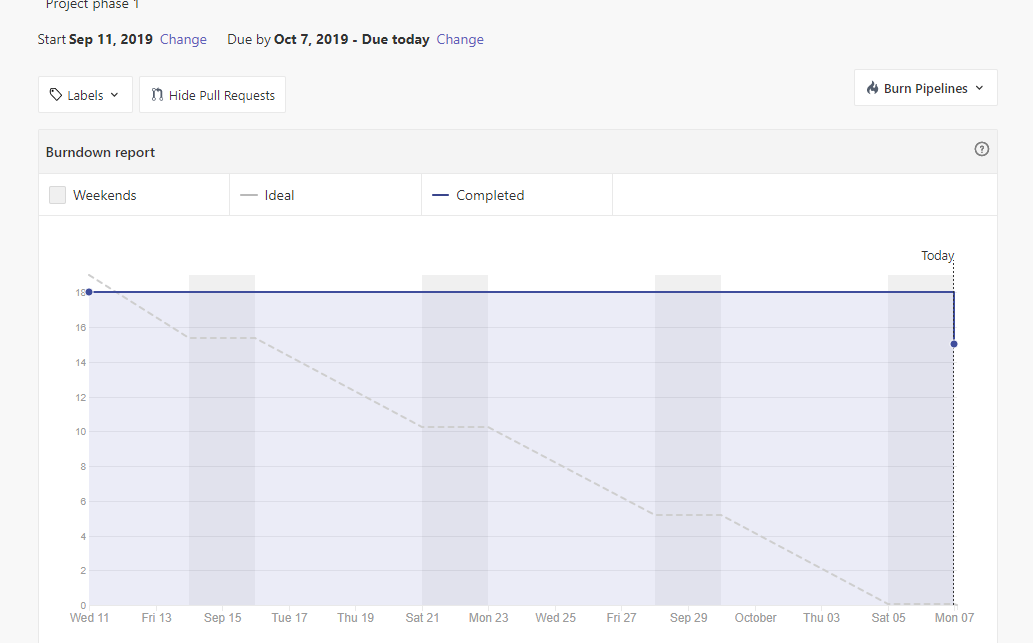 Project phase 1
Start Sep 11, 2019 Change Due by Oct 7, 2019 - Due today Change
Labels Hide Pull Requests Burn Pipelines
Burndown report ?
Weekends Ideal Completed
Today
18
16
14
12
10
8
6
4
2
0
Wed 11 Fri 13 Sep 15 Tue 17 Thu 19 Sat 21 Mon 23 Wed 25 Fri 27 Sep 29 October Thu 03 Sat 05 Mon 07